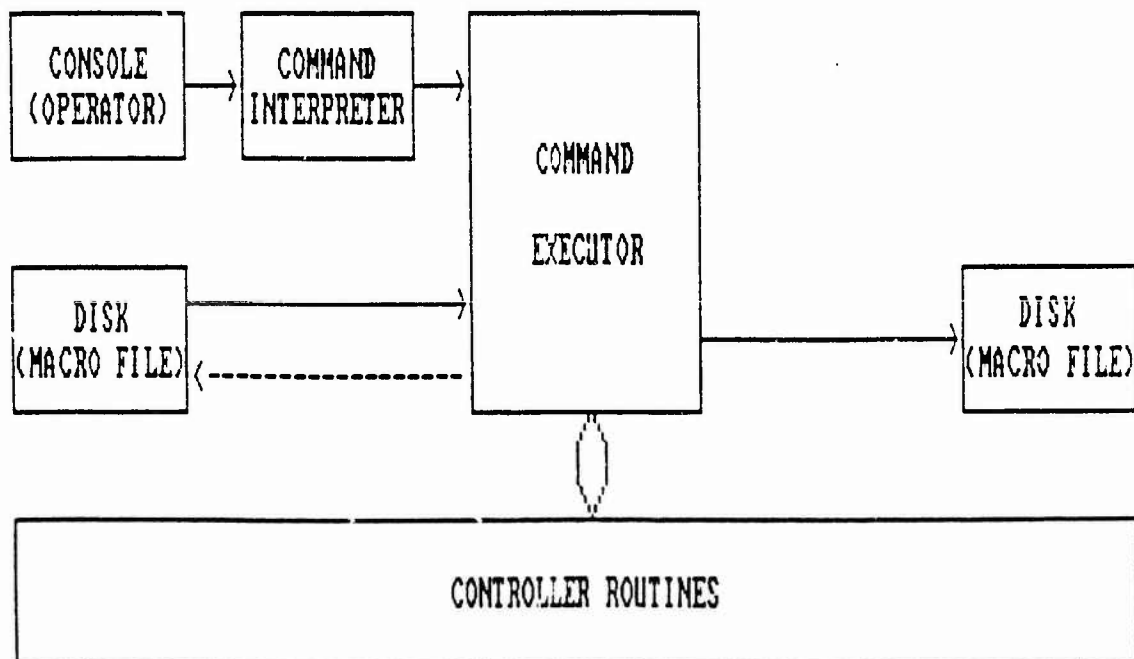 CONSOLE
(OPERATOR)
COMMAND
INTERPRETER
COMMAND
EXECUTOR
DISK
(MACRO FILE)
DISK
(MACRO FILE)
CONTROLLER ROUTINES